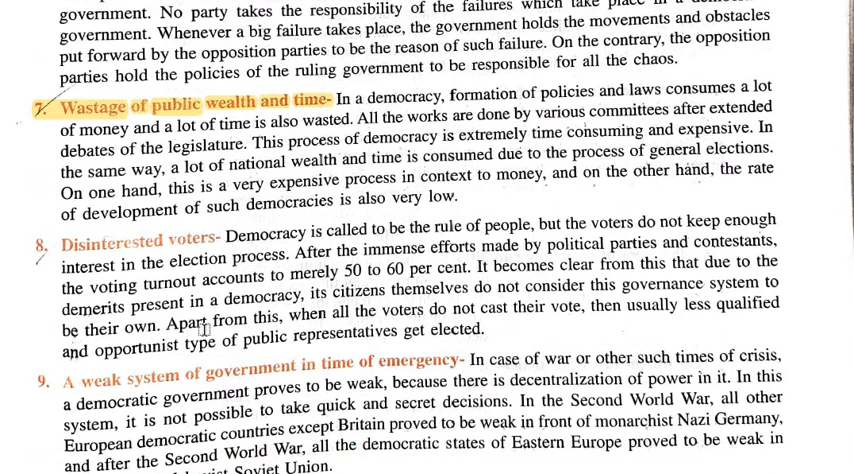 government. No party takes the responsibility of the failures which take place in a
government. Whenever a big failure takes place, the government holds the movements and obstacles
put forward by the opposition parties to be the reason of such failure. On the contrary, the opposition
parties hold the policies of the ruling government to be responsible for all the chaos.
7. Wastage of public wealth and time- In a democracy, formation of policies and laws consumes a lot
of money and a lot of time is also wasted. All the works are done by various committees after extended
debates of the legislature. This process of democracy is extremely time consuming and expensive. In
the same way, a lot of national wealth and time is consumed due to the process of general elections.
On one hand, this is a very expensive process in context to money, and on the other hand, the rate
of development of such democracies is also very low.
8. Disinterested voters- Democracy is called to be the rule of people, but the voters do not keep enough
interest in the election process. After the immense efforts made by political parties and contestants,
the voting turnout accounts to merely 50 to 60 per cent. It becomes clear from this that due to the
demerits present in a democracy, its citizens themselves do not consider this governance system to
be their own. Apart from this, when all the voters do not cast their vote, then usually less qualified
and opportunist type of public representatives get elected.
9. A weak system of government in time of emergency- In case of war or other such times of crisis,
a democratic government proves to be weak, because there is decentralization of power in it. In this
system, it is not possible to take quick and secret decisions. In the Second World War, all other
European democratic countries except Britain proved to be weak in front of monarchist Nazi Germany,
and after the Second World War, all the democratic states of Eastern Europe proved to be weak in
Soviet Union.